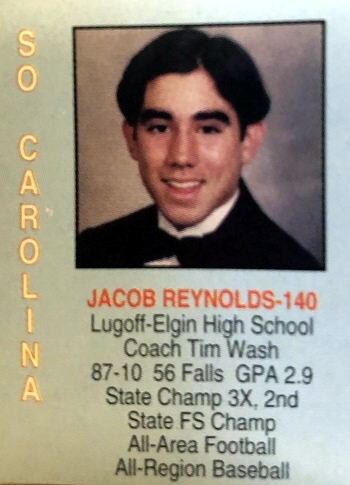 SO CAROLINA
JACOB REYNOLDS-140
Lugoff-Elgin High School
Coach Tim Wash
87-10 56 Falls GPA 2.9
State Champ 3X, 2nd
State FS Champ
All-Area Football
All-Region Baseball